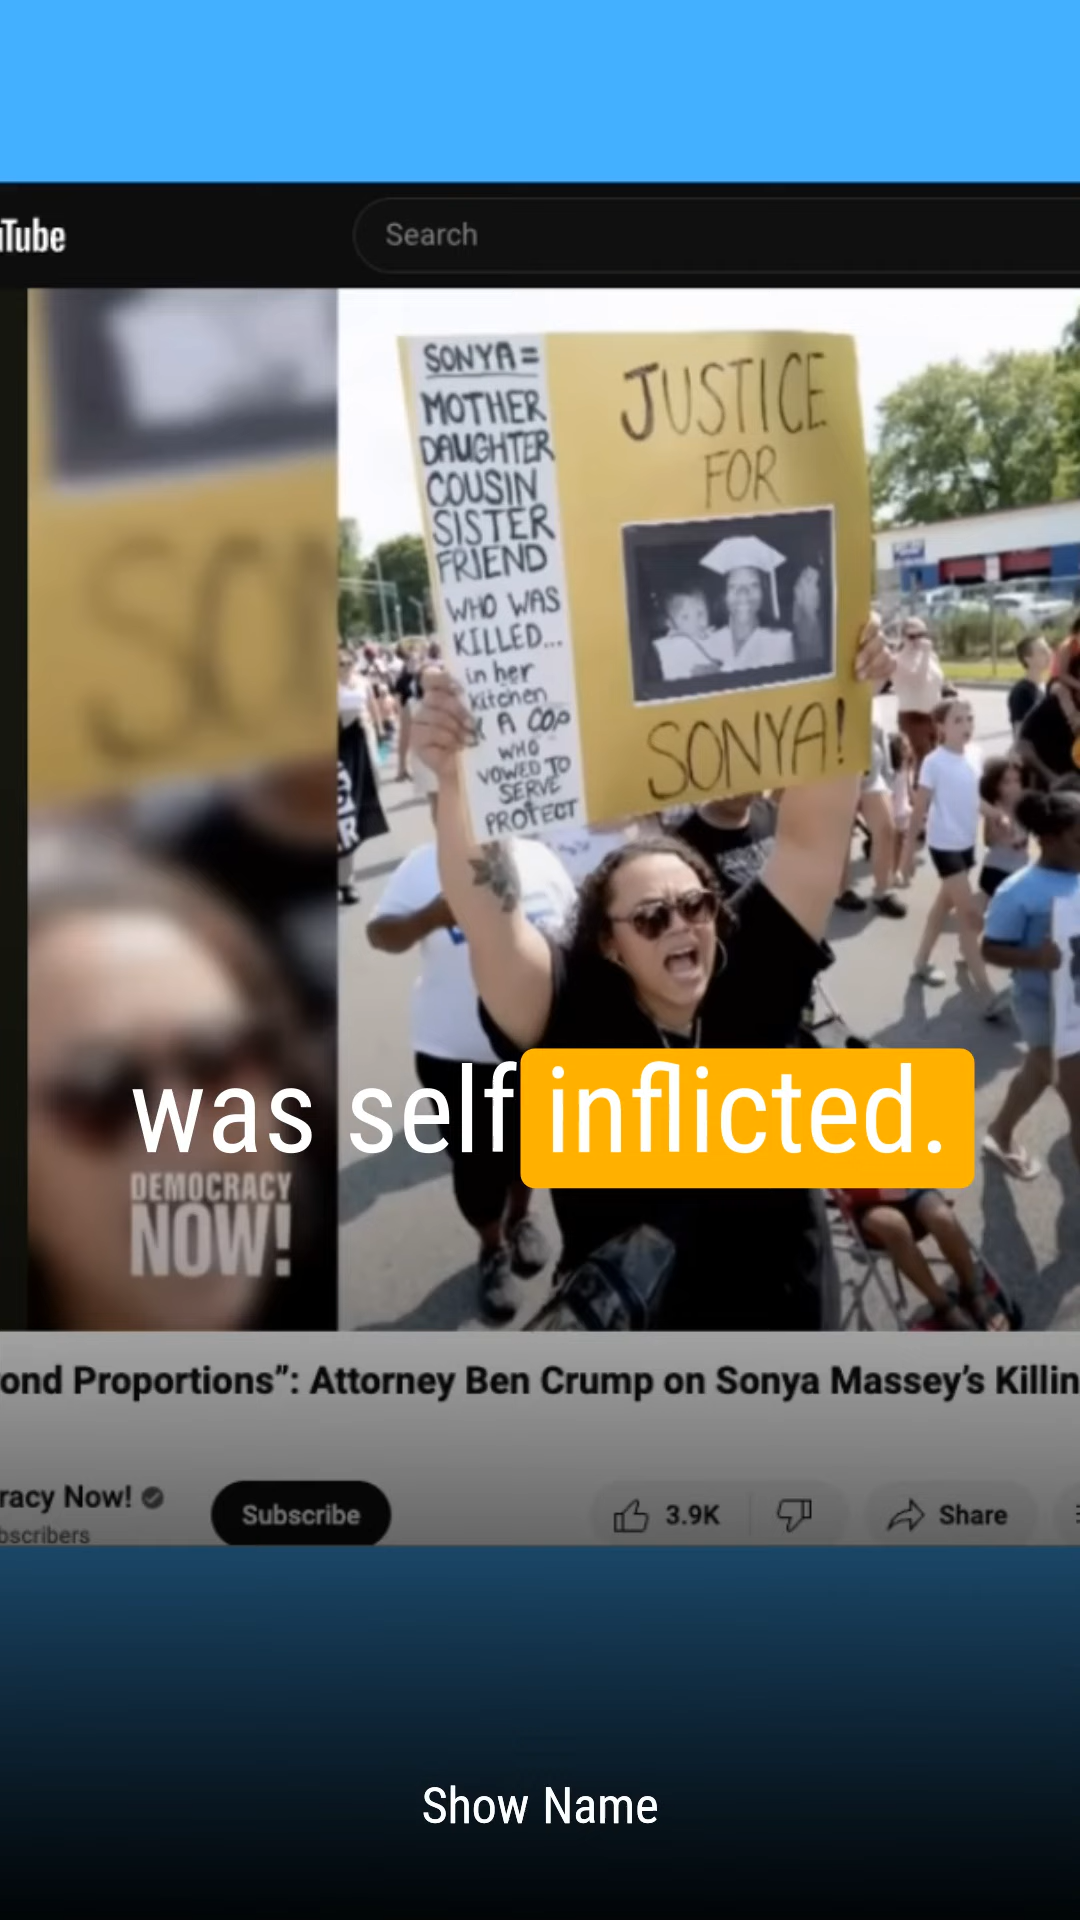 uTube
Search
SONYA =
MOTHER
DAUGHTER
COUSIN
SISTER
FRIEND
WHO WAS
KILLED...
in her
kitchen
A COP
WHO
VOWED TO
SERVE
PROTECT
JUSTICE
FOR
SONYA!
SON
was self inflicted.
DEMOCRACY
NOW!
ond Proportions”: Attorney Ben Crump on Sonya Massey’s Killin
racy Now!
bscribers
Subscribe
3.9K
Share
Show Name